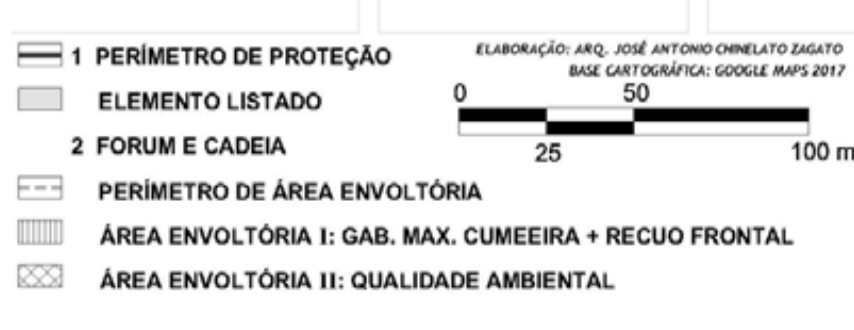 1 PERÍMETRO DE PROTEÇÃO
ELABORAÇÃO: ARQ. JOSÉ ANTONIO CHINELATO ZAGATO
BASE CARTOGRÁFICA: GOOGLE MAPS 2017
ELEMENTO LISTADO
0 50
25 100 m
2 FORUM E CADEIA
PERÍMETRO DE ÁREA ENVOLTÓRIA
ÁREA ENVOLTÓRIA I: GAB. MAX. CUMEEIRA + RECUO FRONTAL
ÁREA ENVOLTÓRIA II: QUALIDADE AMBIENTAL